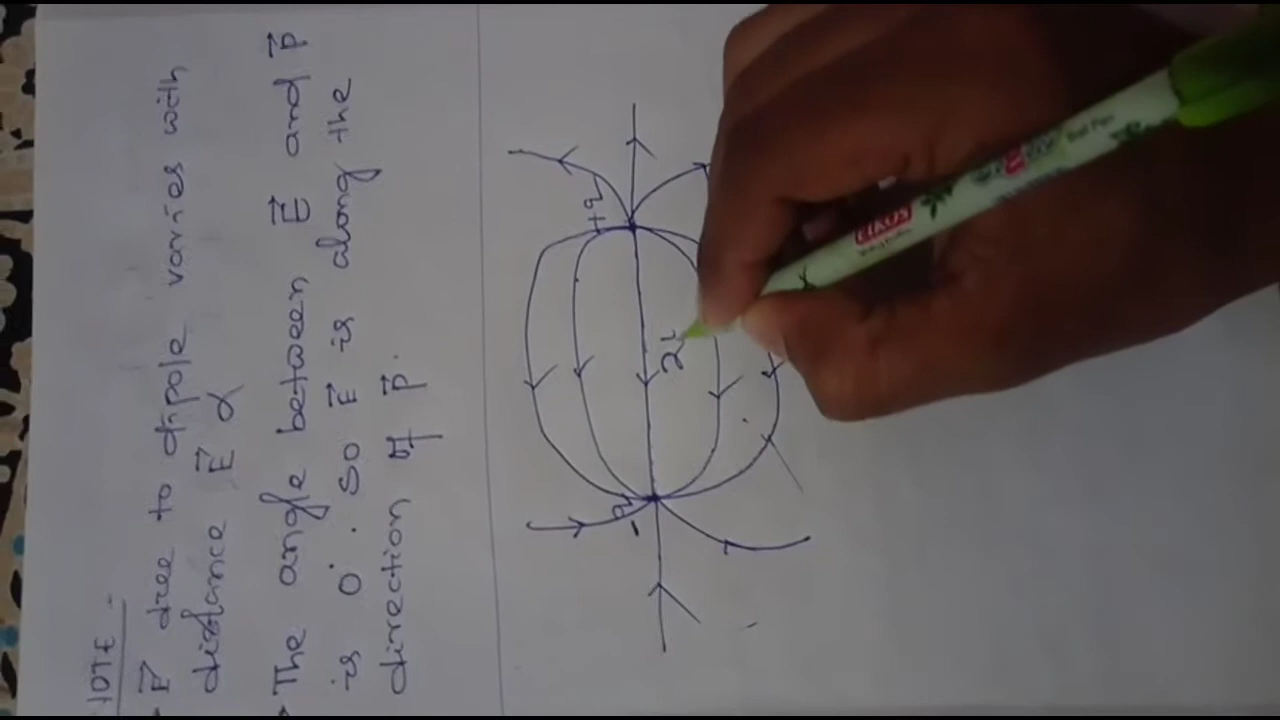 NOTE :-
→ E⃗ due to dipole varies with
distance E⃗ α
→ The angle between E⃗ and P⃗
is 0°. So E⃗ is along the
direction of P⃗.
-q +q
2l